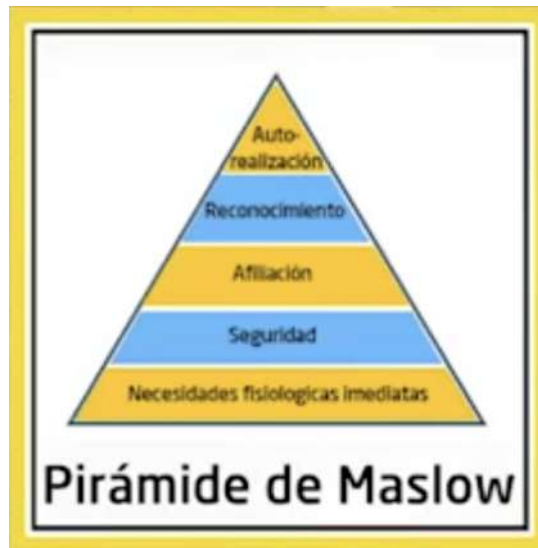 Auto-
realización
Reconocimiento
Afiliación
Seguridad
Necesidades fisiologicas imediatas
Pirámide de Maslow